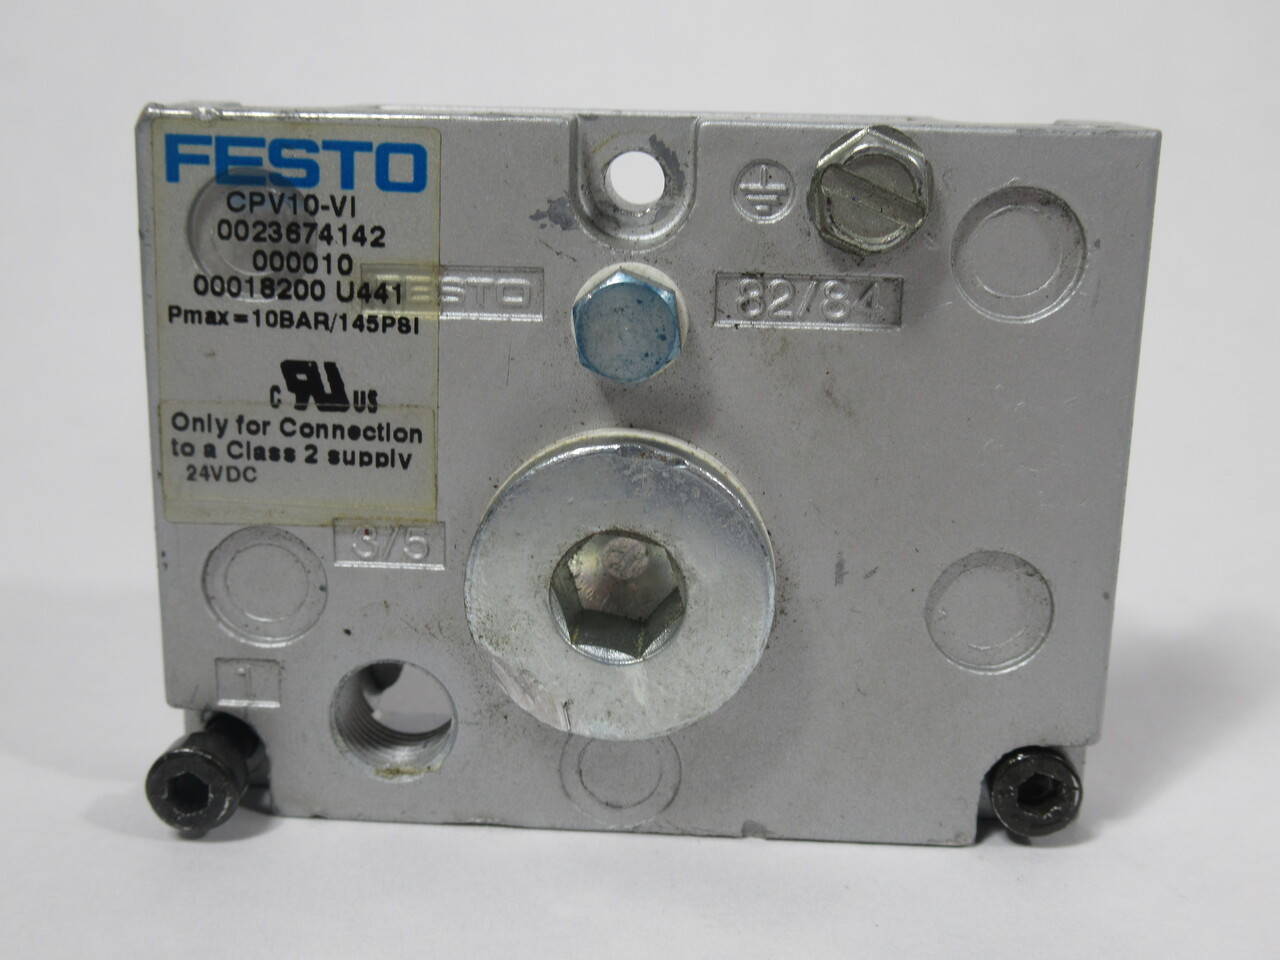 FESTO
CPV10-VI
0023674142
000010
00018200 U441
Pmax=10BAR/145PSI
C RU US
Only for Connection
to a Class 2 supply
24VDC
FESTO
82/84
3/5
1